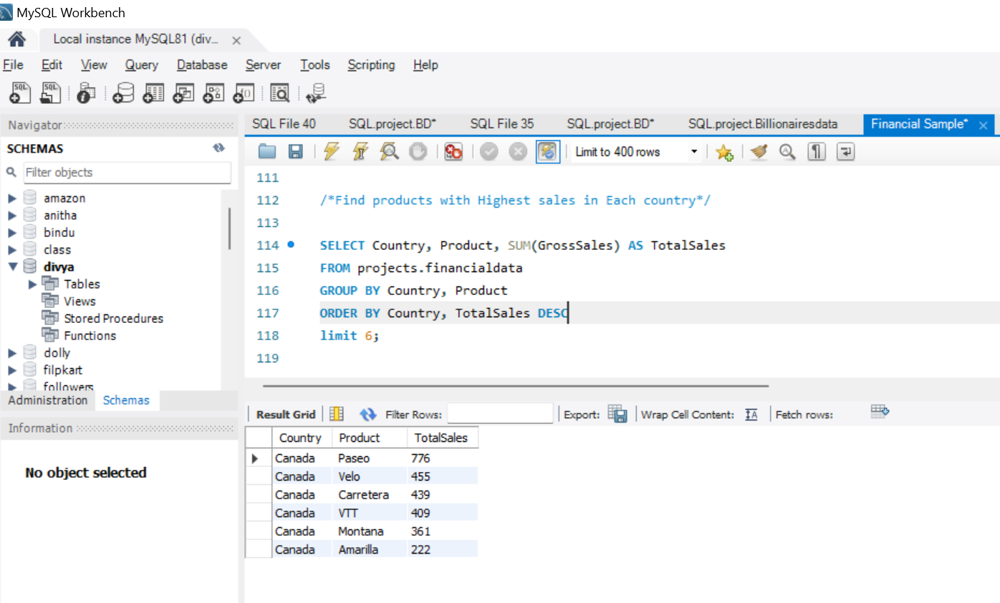 MySQL Workbench
Local instance MySQL81 (div...
File Edit View Query Database Server Tools Scripting Help
Navigator
SCHEMAS
Filter objects
amazon
anitha
bindu
class
divya
Tables
Views
Stored Procedures
Functions
dolly
filpkart
followers
Administration Schemas
Information
No object selected
SQL File 40 SQL.project.BD* SQL File 35 SQL.project.BD* SQL.project.Billionairesdata Financial Sample*
Limit to 400 rows
111
112 /*Find products with Highest sales in Each country*/
113
114 SELECT Country, Product, SUM(GrossSales) AS TotalSales
115 FROM projects.financialdata
116 GROUP BY Country, Product
117 ORDER BY Country, TotalSales DESC
118 limit 6;
119
Result Grid Filter Rows: Export: Wrap Cell Content: Fetch rows:
Country Product TotalSales
Canada Paseo 776
Canada Velo 455
Canada Carretera 439
Canada VTT 409
Canada Montana 361
Canada Amarilla 222